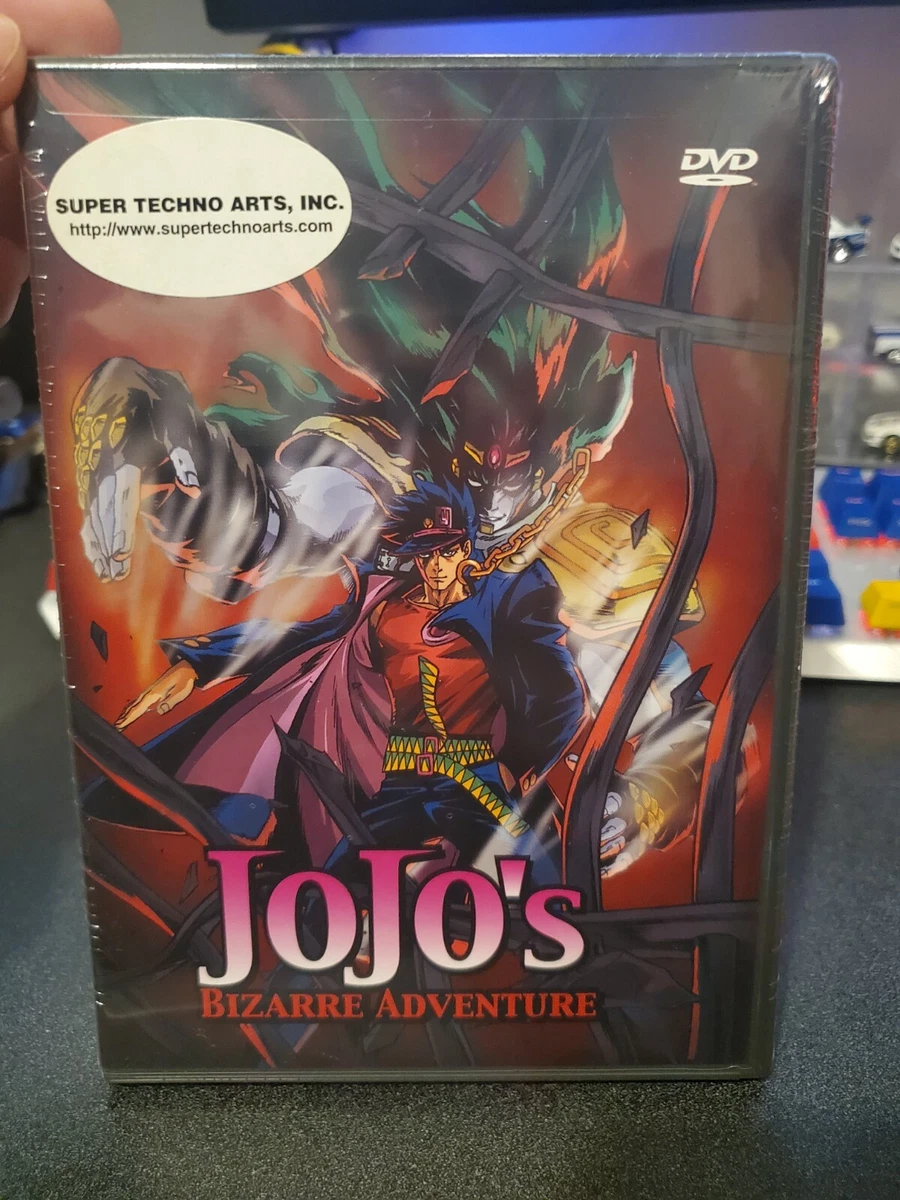 SUPER TECHNO ARTS, INC.
http://www.supertechnoarts.com
DVD
JoJo's
BIZARRE ADVENTURE